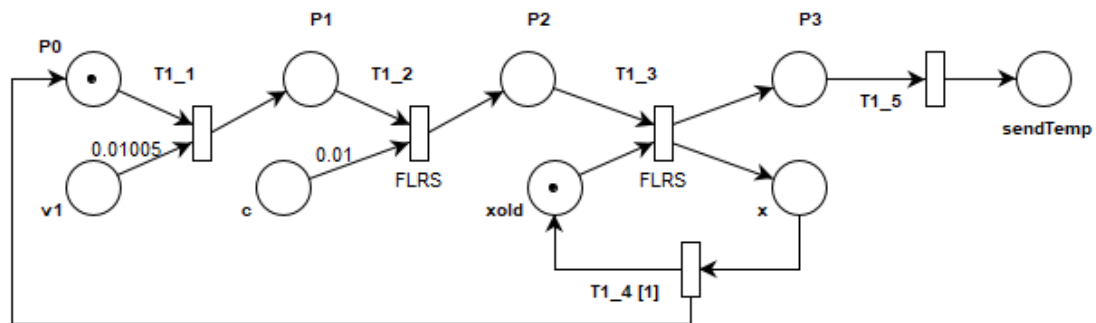 P0
P1
P2
P3
T1_1
T1_2
T1_3
T1_5
sendTemp
0.01005
0.01
FLRS
FLRS
v1
c
xold
x
T1_4 [1]